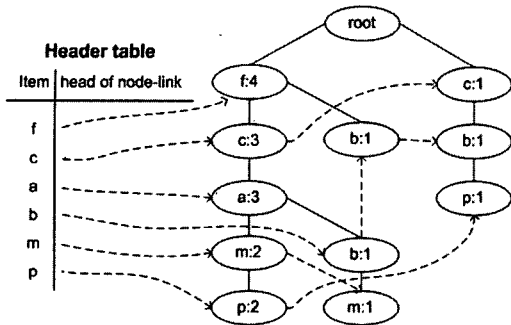 root
Header table
Item head of node-link
f:4 c:1
f
c:3 b:1 b:1
c
a:3 p:1
a
b
m:2 b:1
m
p
p:2 m:1